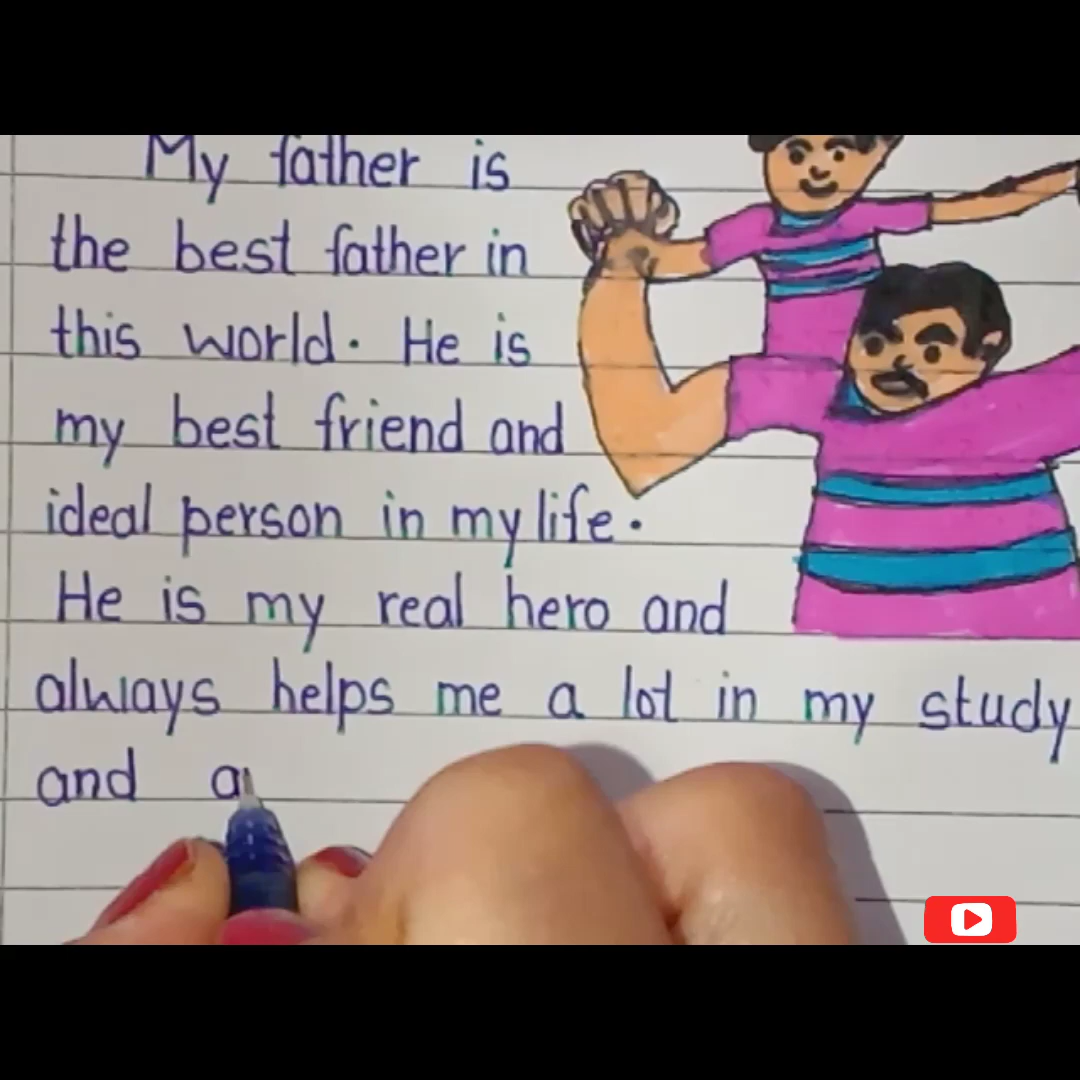 My father is
the best father in
this world. He is
my best friend and
ideal person in my life.
He is my real hero and
always helps me a lot in my study
and a